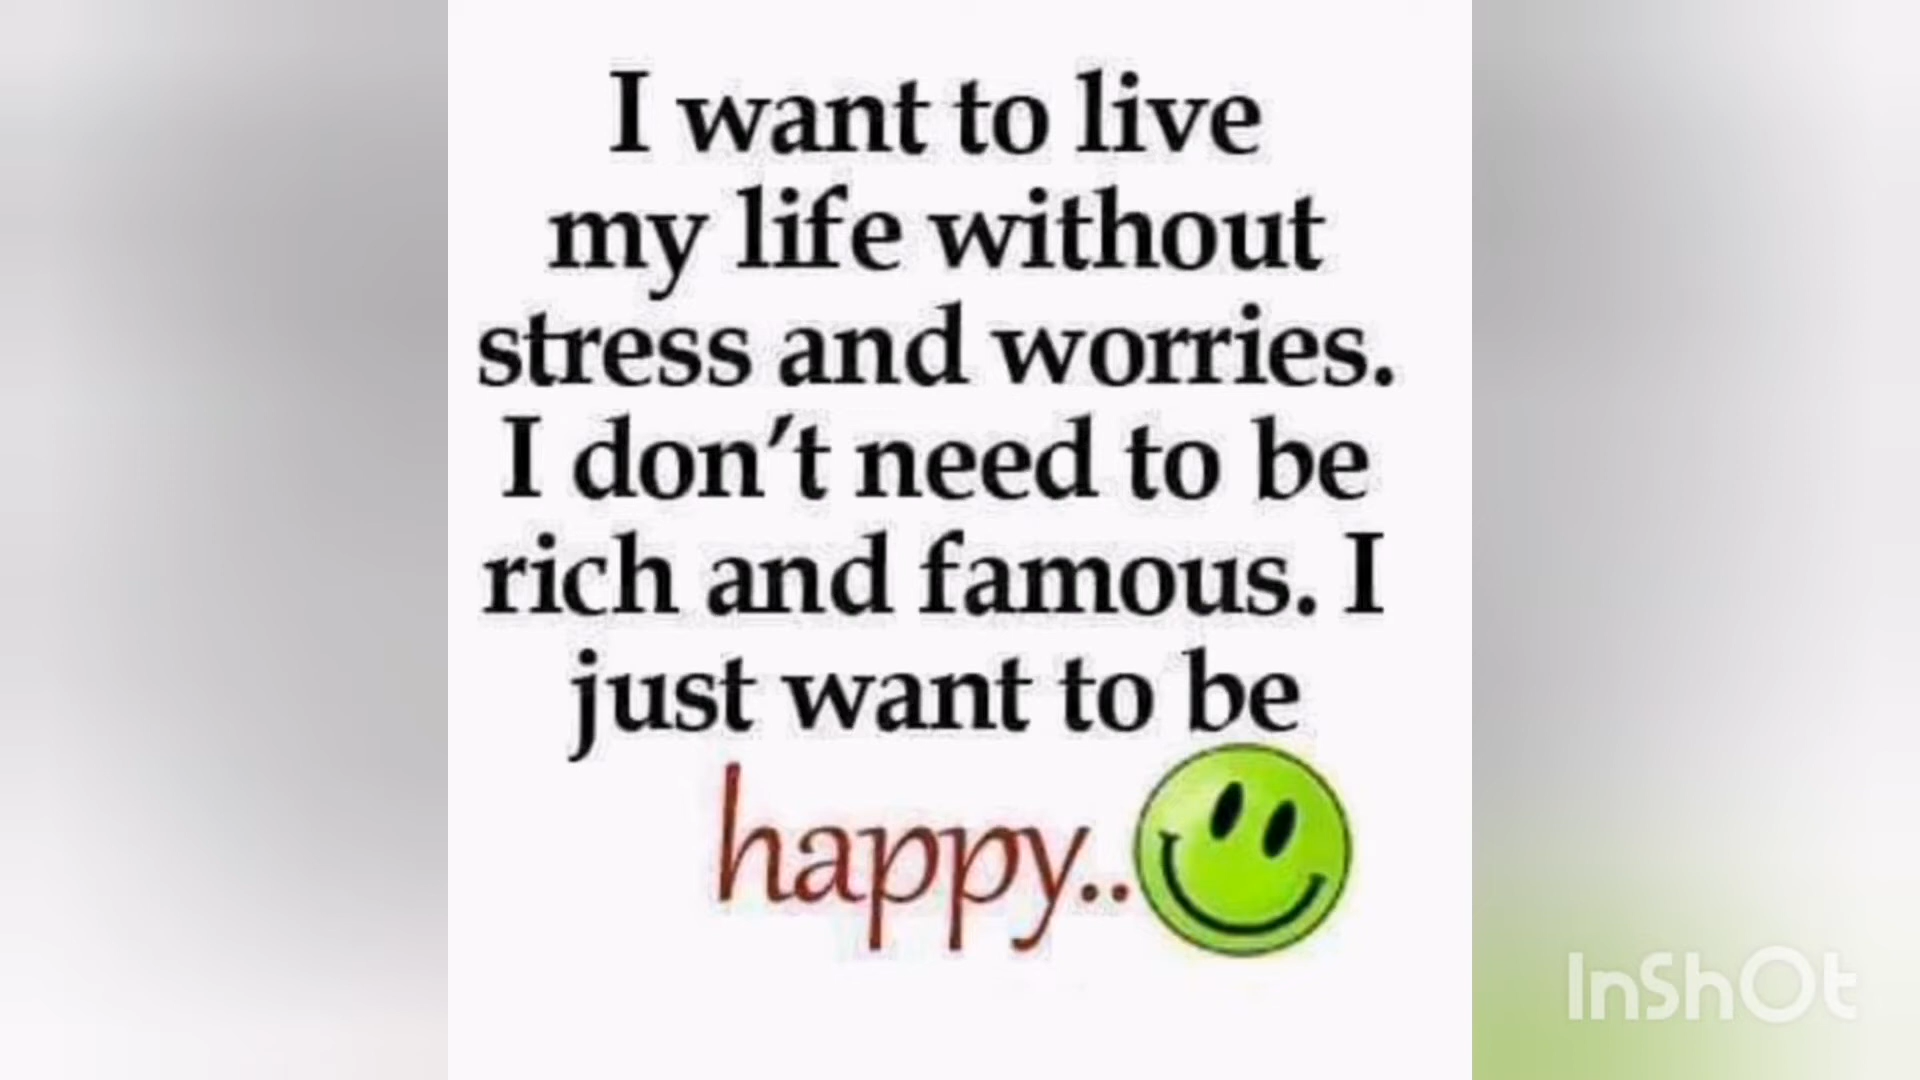 I want to live
my life without
stress and worries.
I don't need to be
rich and famous. I
just want to be
happy..
InShOt